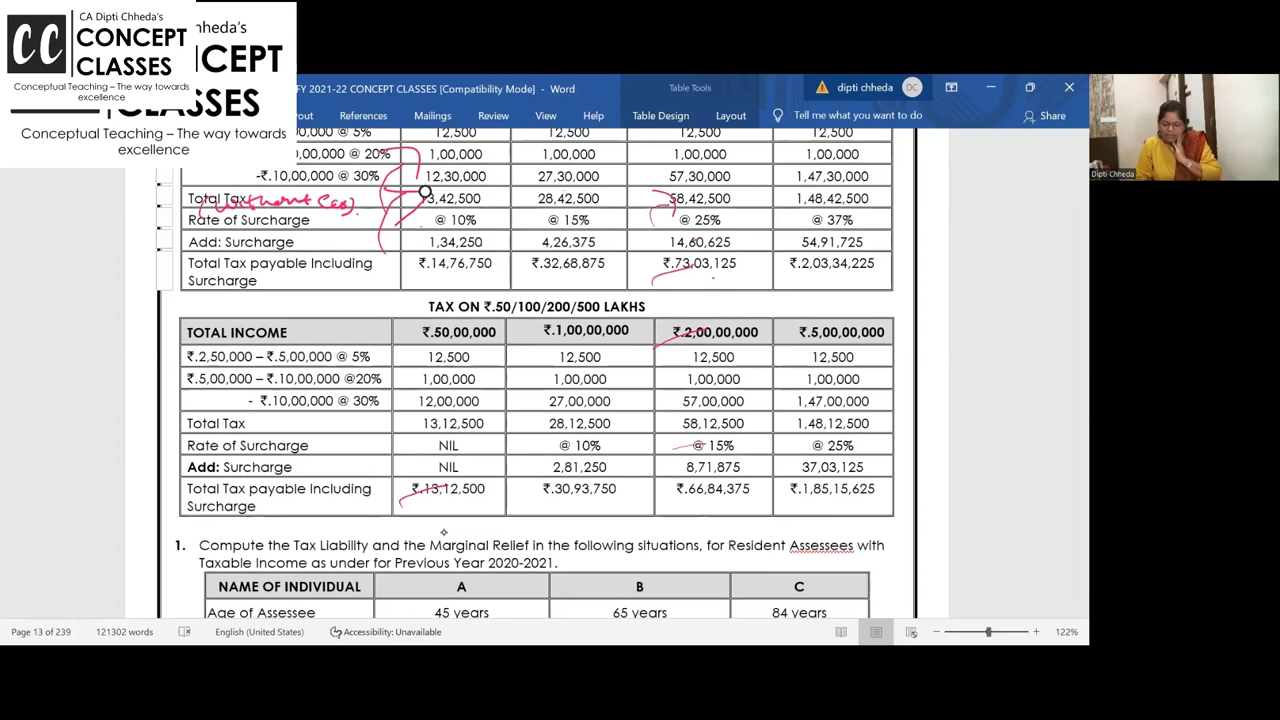 CA Dipti Chheda's
CONCEPT
CLASSES
CC
Conceptual Teaching – The way towards
excellence
hheda's
NCEPT
CLASSES
Conceptual Teaching – The way towards
excellence
FY 2021-22 CONCEPT CLASSES [Compatibility Mode] - Word
Table Tools
dipti chheda
DC
References Mailings Review View Help Table Design Layout Tell me what you want to do Share
@ 5% 12,500 12,500 12,500 12,500
@ 20% 1,00,000 1,00,000 1,00,000 1,00,000
-₹.10,00,000 @ 30% 12,30,000 27,30,000 57,30,000 1,47,30,000
Total Tax (without Cess). 3,42,500 28,42,500 58,42,500 1,48,42,500
Rate of Surcharge @ 10% @ 15% @ 25% @ 37%
Add: Surcharge 1,34,250 4,26,375 14,60,625 54,91,725
Total Tax payable Including Surcharge ₹.14,76,750 ₹.32,68,875 ₹.73,03,125 ₹.2,03,34,225
TAX ON ₹.50/100/200/500 LAKHS
TOTAL INCOME ₹.50,00,000 ₹.1,00,00,000 ₹.2,00,00,000 ₹.5,00,00,000
₹.2,50,000 – ₹.5,00,000 @ 5% 12,500 12,500 12,500 12,500
₹.5,00,000 – ₹.10,00,000 @20% 1,00,000 1,00,000 1,00,000 1,00,000
- ₹.10,00,000 @ 30% 12,00,000 27,00,000 57,00,000 1,47,00,000
Total Tax 13,12,500 28,12,500 58,12,500 1,48,12,500
Rate of Surcharge NIL @ 10% @ 15% @ 25%
Add: Surcharge NIL 2,81,250 8,71,875 37,03,125
Total Tax payable Including Surcharge ₹.13,12,500 ₹.30,93,750 ₹.66,84,375 ₹.1,85,15,625
1. Compute the Tax Liability and the Marginal Relief in the following situations, for Resident Assessees with
Taxable Income as under for Previous Year 2020-2021.
NAME OF INDIVIDUAL A B C
Age of Assessee 45 years 65 years 84 years
Page 13 of 239 121302 words English (United States) Accessibility: Unavailable 122%
Dipti Chheda